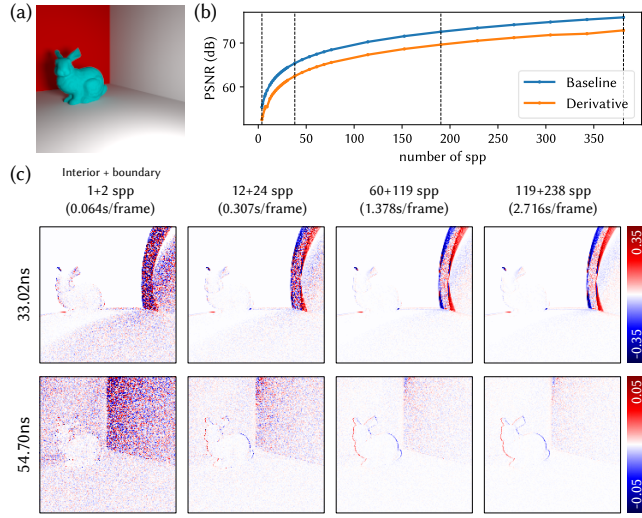 (a)
(b)
PSNR (dB)
70
60
Baseline
Derivative
0
50
100
150
200
250
300
350
number of spp
(c)
Interior + boundary
1+2 spp
(0.064s/frame)
12+24 spp
(0.307s/frame)
60+119 spp
(1.378s/frame)
119+238 spp
(2.716s/frame)
33.02ns
0.35
-0.35
54.70ns
0.05
-0.05